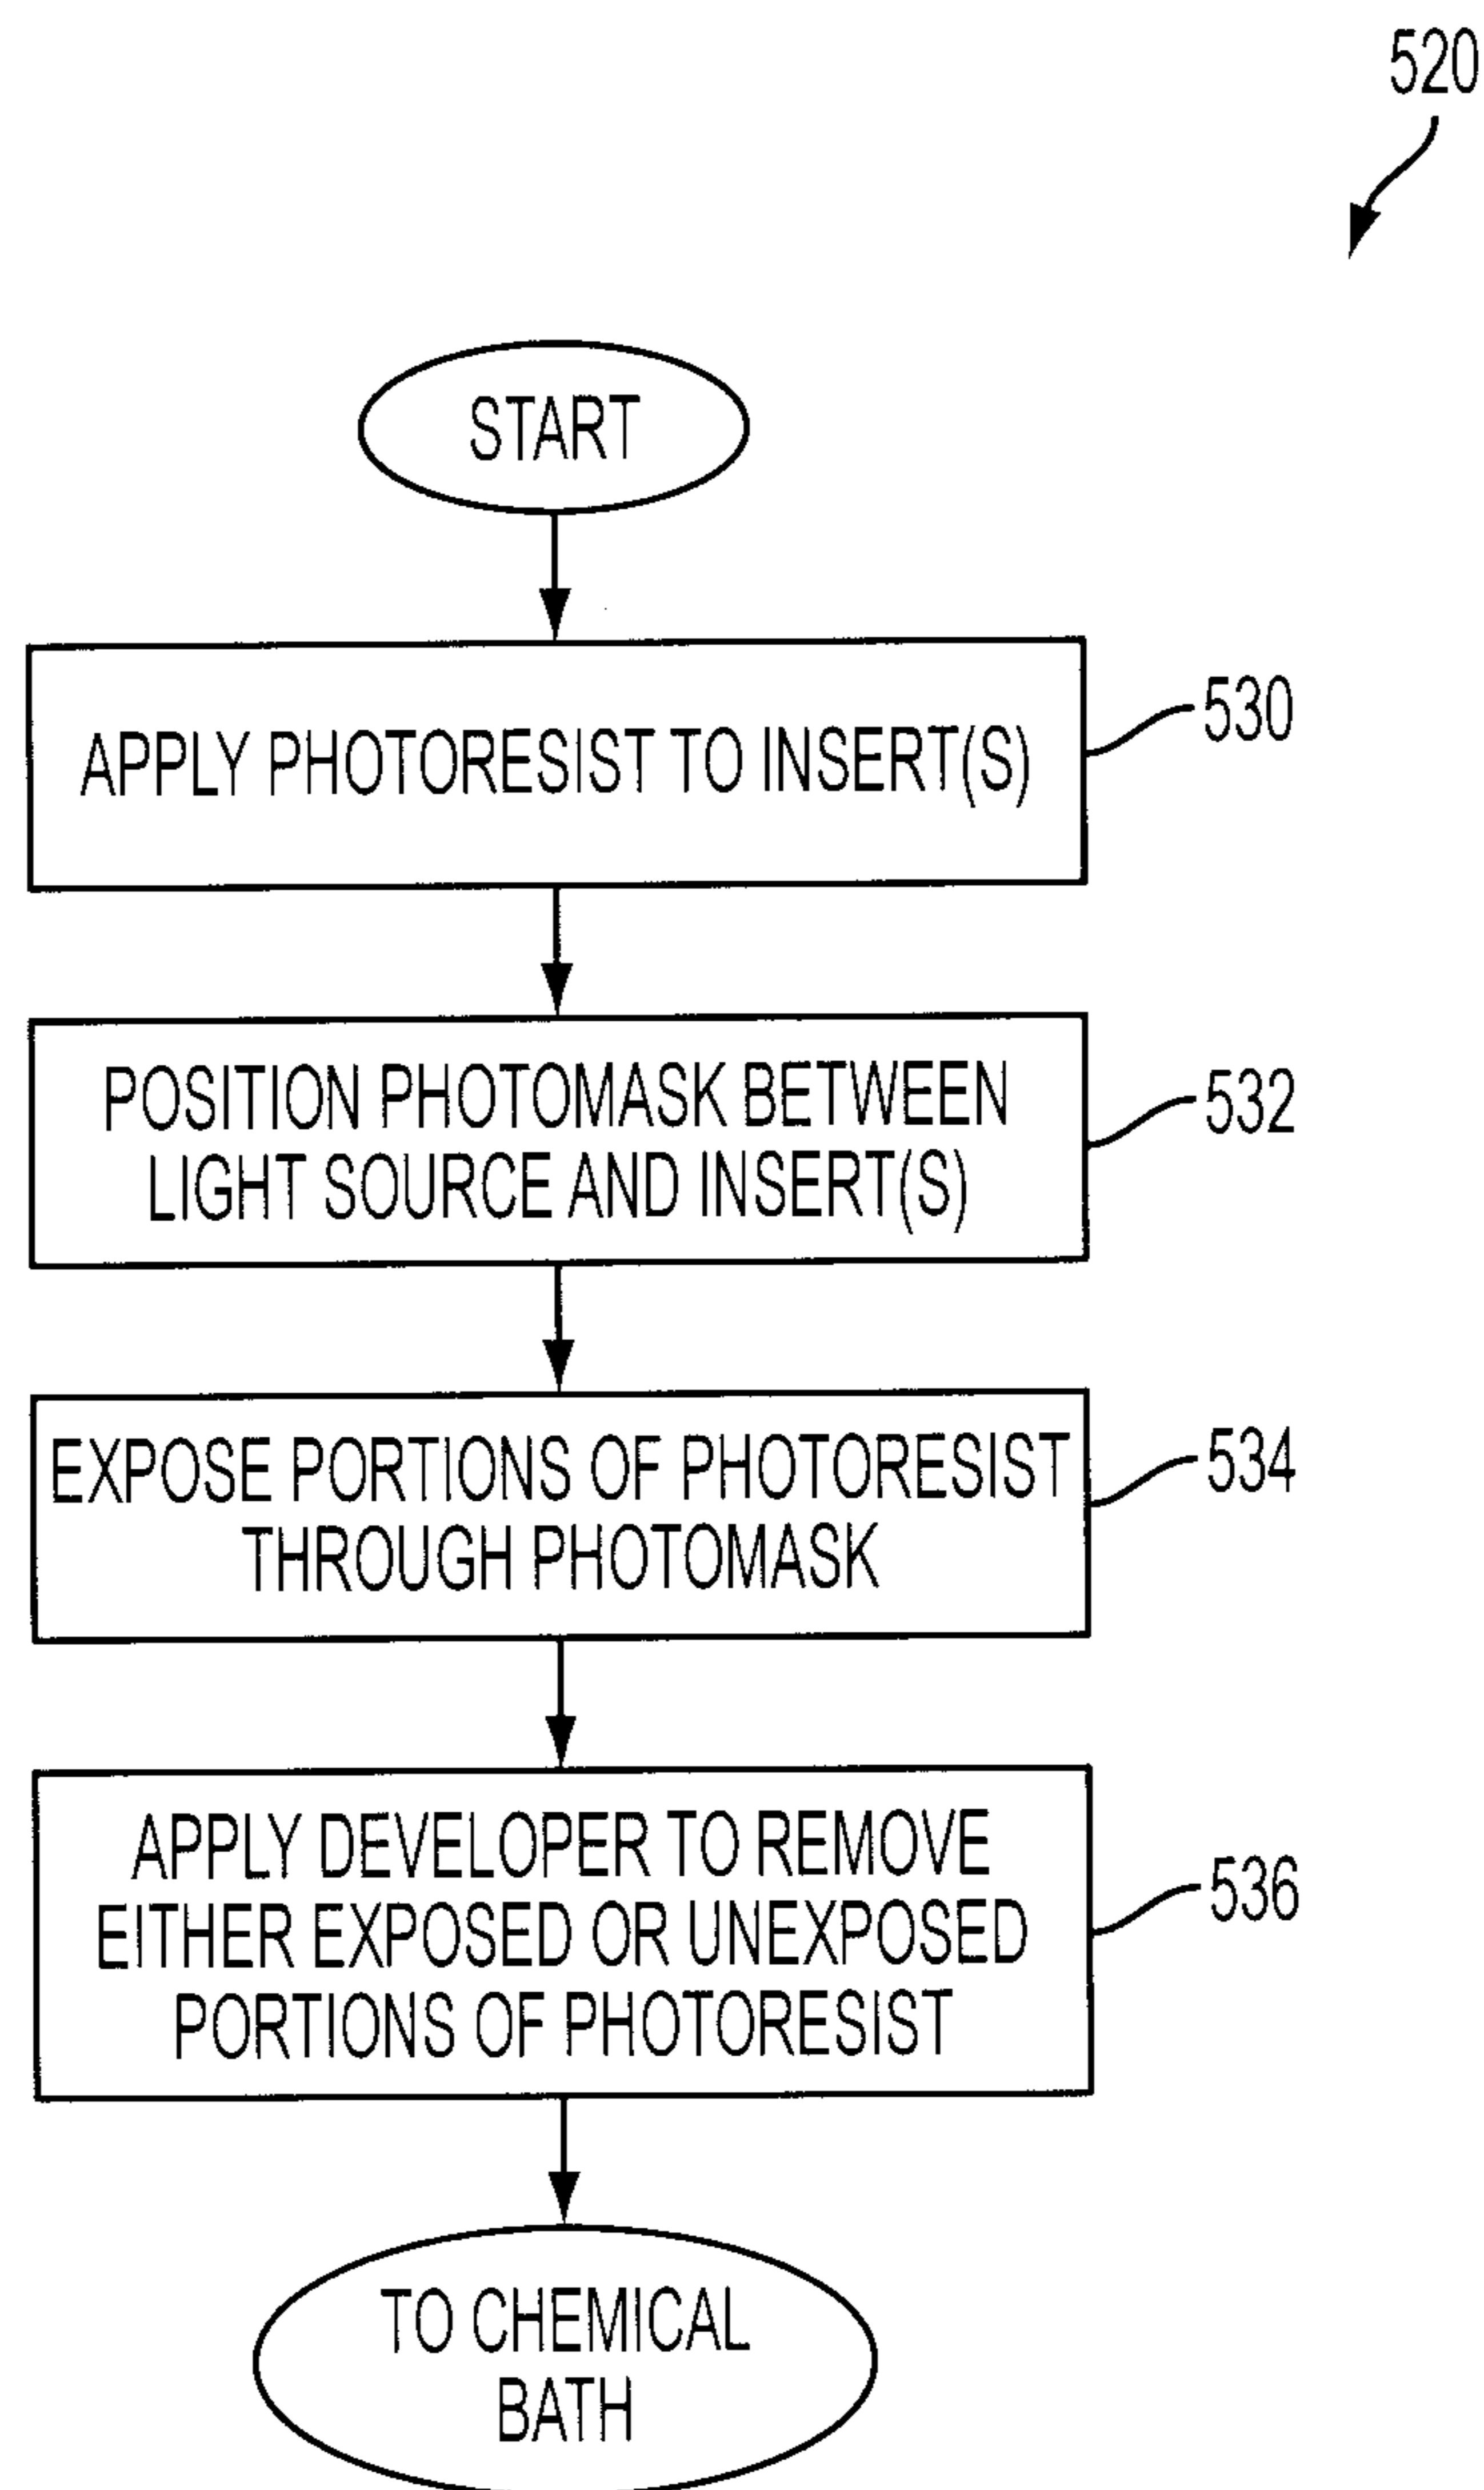 520
START
APPLY PHOTORESIST TO INSERT(S)
530
POSITION PHOTOMASK BETWEEN
LIGHT SOURCE AND INSERT(S)
532
EXPOSE PORTIONS OF PHOTORESIST
THROUGH PHOTOMASK
534
APPLY DEVELOPER TO REMOVE
EITHER EXPOSED OR UNEXPOSED
PORTIONS OF PHOTORESIST
536
TO CHEMICAL
BATH